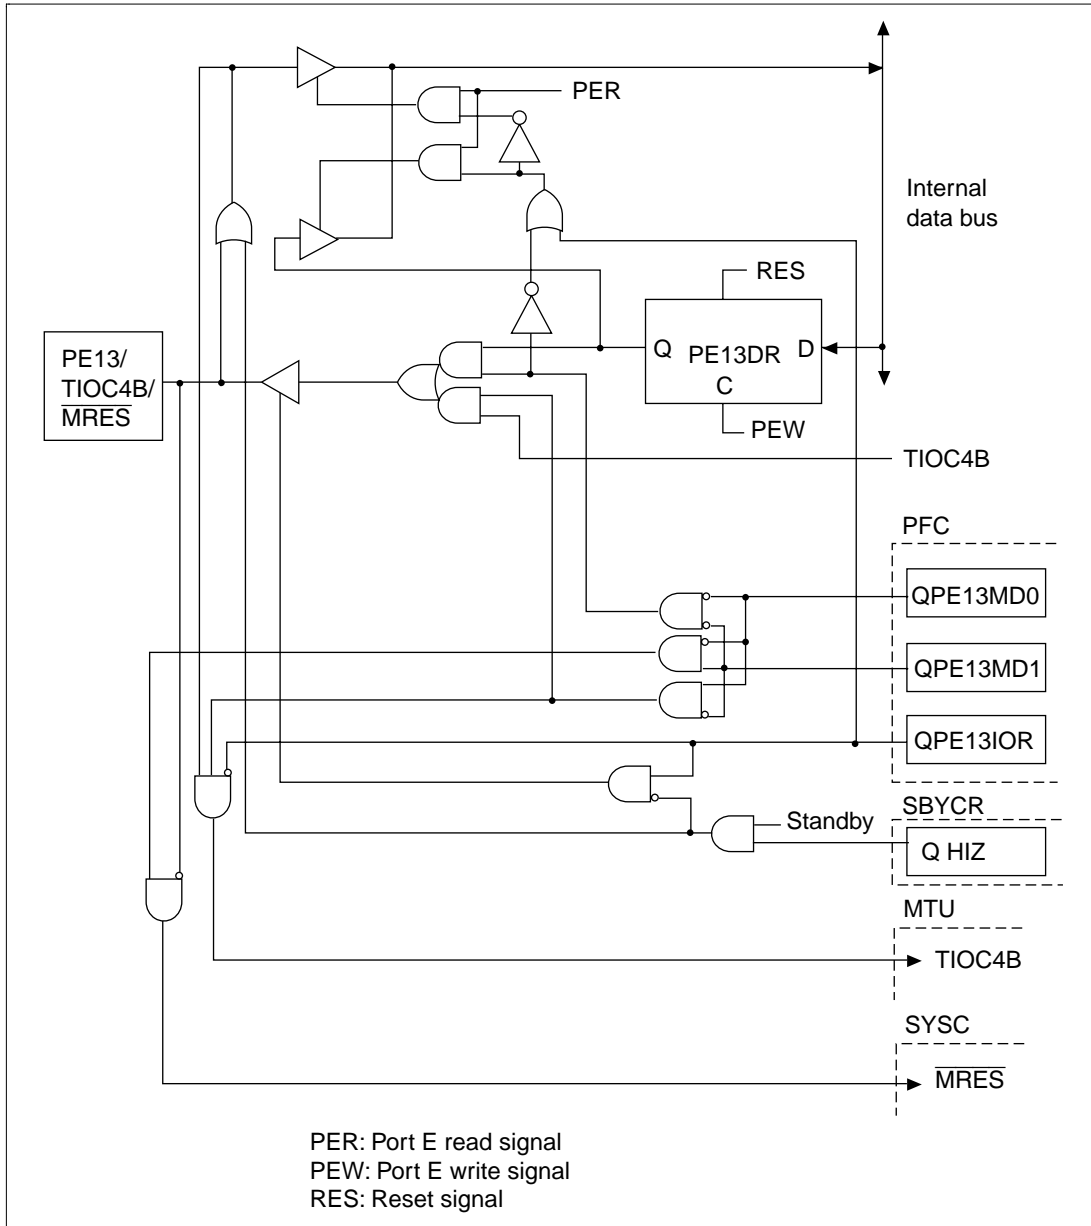 PER
Internal
data bus
RES
Q PE13DR D
C
PEW
PE13/
TIOC4B/
MRES
TIOC4B
PFC
QPE13MD0
QPE13MD1
QPE13IOR
SBYCR
Standby
Q HIZ
MTU
TIOC4B
SYSC
MRES
PER: Port E read signal
PEW: Port E write signal
RES: Reset signal